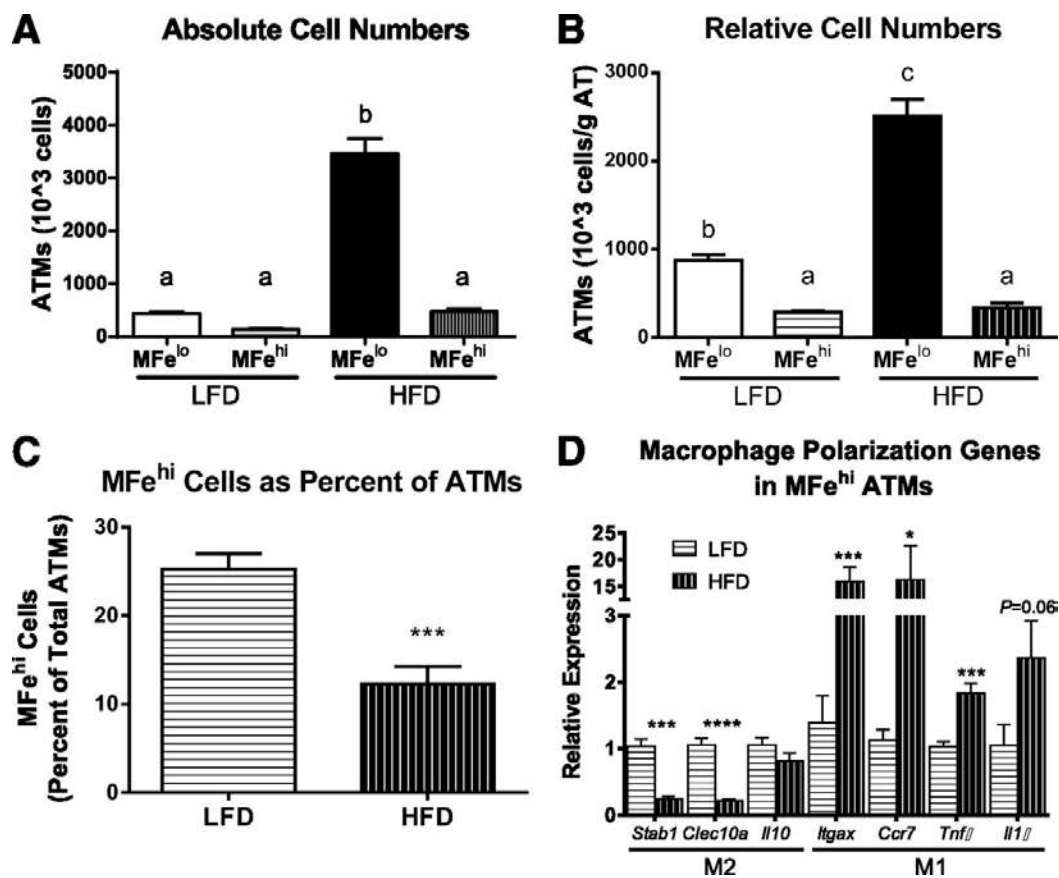 A
Absolute Cell Numbers
ATMs (10^3 cells)
5000
4000
3000
2000
1000
0
a
a
b
a
MFe^lo
MFe^hi
MFe^lo
MFe^hi
LFD
HFD
B
Relative Cell Numbers
ATMs (10^3 cells/g AT)
3000
2000
1000
0
b
a
c
a
MFe^lo
MFe^hi
MFe^lo
MFe^hi
LFD
HFD
C
MFe^hi Cells as Percent of ATMs
MFe^hi Cells
(Percent of Total ATMs)
30
20
10
0
***
LFD
HFD
D
Macrophage Polarization Genes
in MFe^hi ATMs
Relative Expression
25
20
15
10
3
2
1
0
LFD
HFD
***
****
***
*
***
P=0.06
Stab1 Clec10a Il10 Itgax Ccr7 Tnf▯ Il1▯
M2
M1